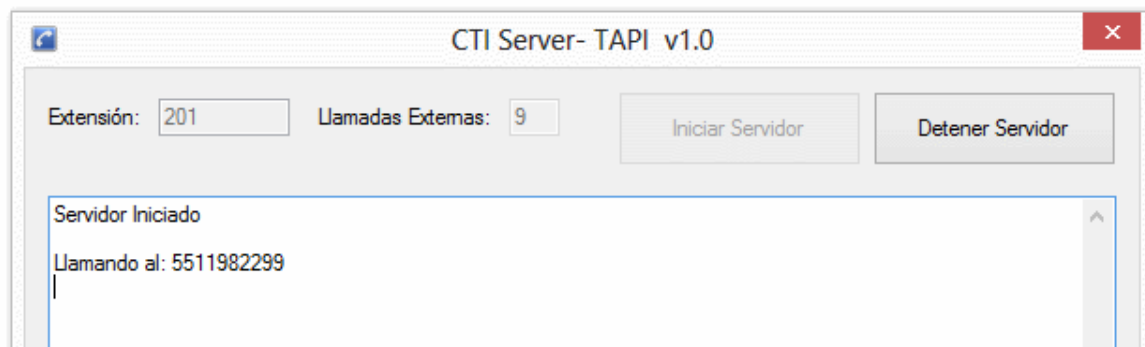 CTI Server- TAPI v1.0
Extensión: 201 Llamadas Externas: 9 Iniciar Servidor Detener Servidor
Servidor Iniciado
Llamando al: 5511982299